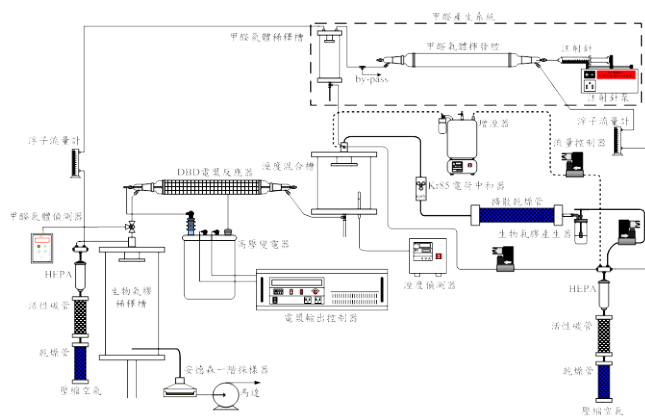 甲醛產生系統
甲醛氣體稀釋槽
甲醛氣體揮發腔
注射針
by-pass
注射針泵
浮子流量計
增溼器
流量控制器
浮子流量計
溼度混合槽
DBD電漿反應器
Kr85電荷中和器
擴散乾燥管
甲醛氣體偵測器
高壓變電器
生物氣膠產生器
HEPA
生物氣膠
稀釋槽
溼度偵測器
HEPA
活性碳管
電漿輸出控制器
活性碳管
乾燥管
安德森一階採樣器
乾燥管
壓縮空氣
馬達
壓縮空氣